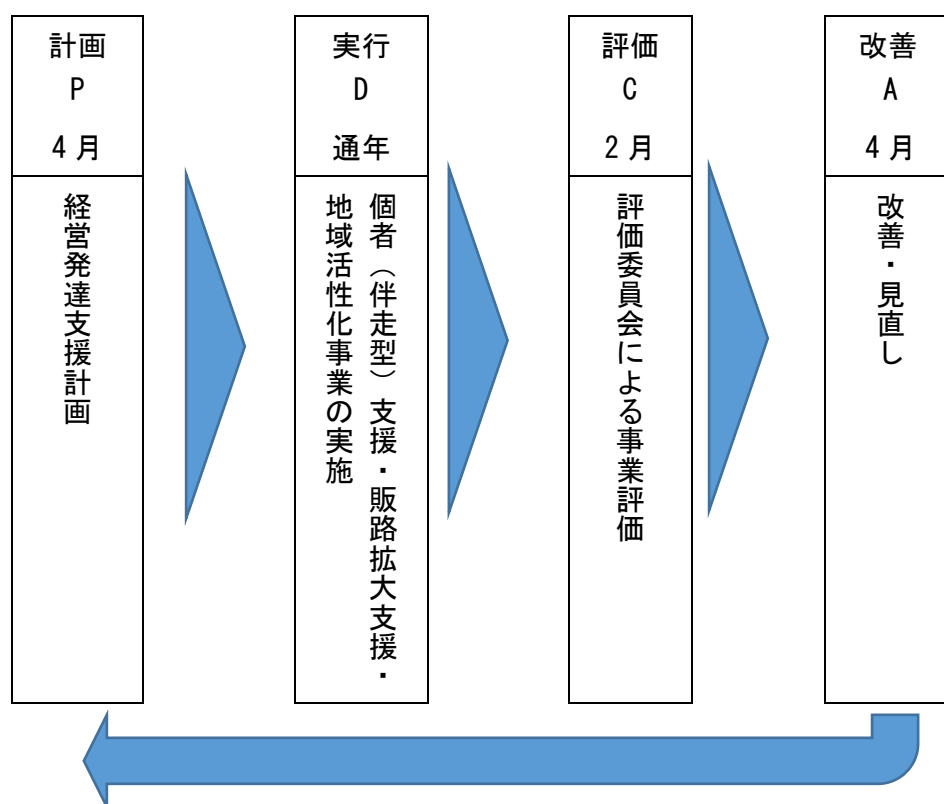 計画
P
4月
経営発達支援計画
実行
D
通年
個者（伴走型）支援・販路拡大支援・
地域活性化事業の実施
評価
C
2月
評価委員会による事業評価
改善
A
4月
改善・見直し